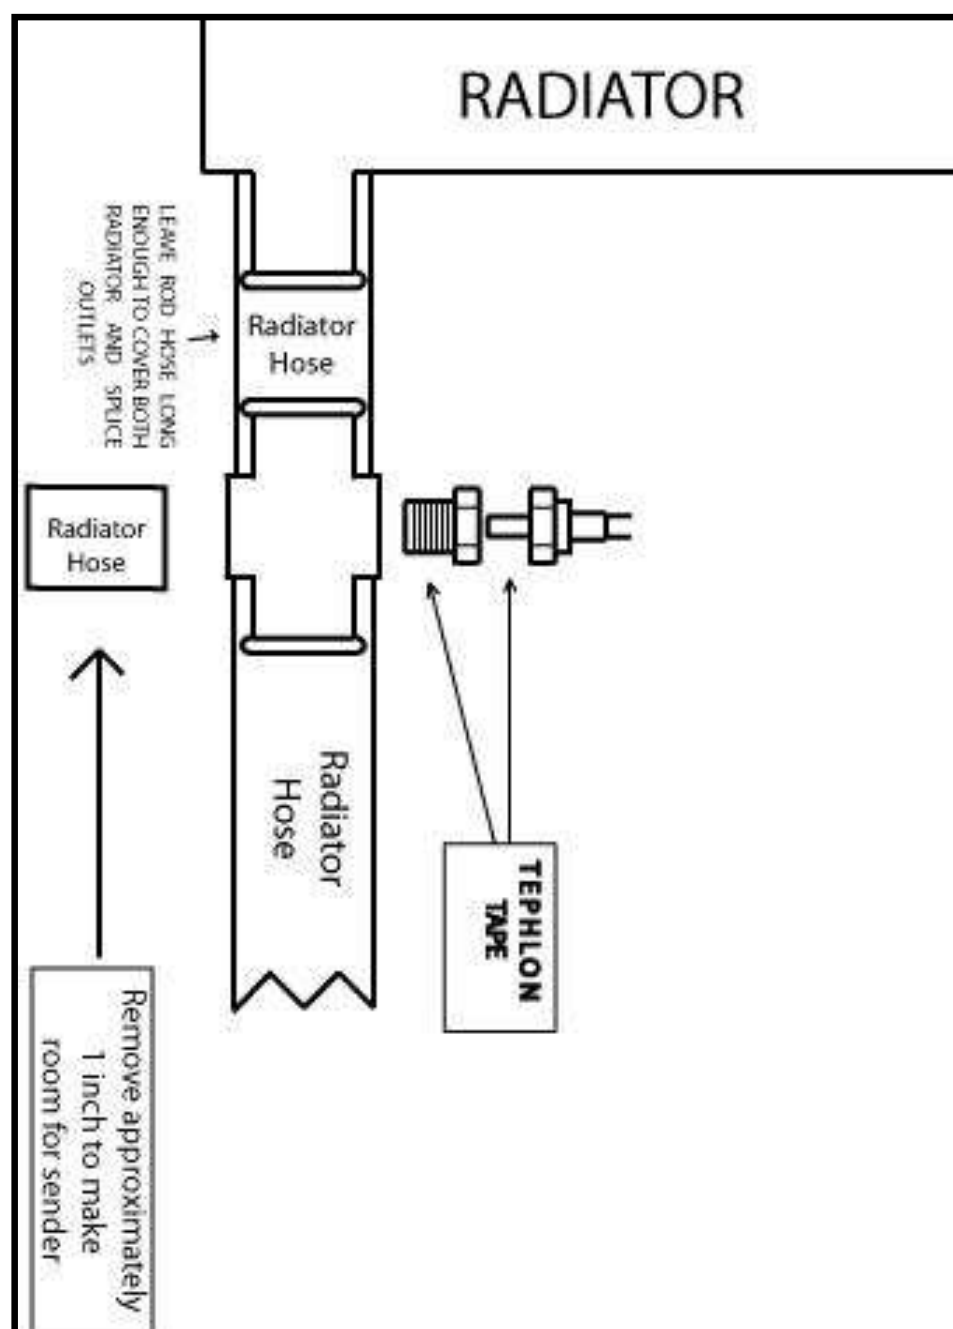 RADIATOR
LEAVE ROD HOSE LONG
ENOUGH TO COVER BOTH
RADIATOR AND SPLICE
OUTLETS
Radiator
Hose
Radiator
Hose
Radiator
Hose
TEPHLON
TAPE
Remove approximately
1 inch to make
room for sender